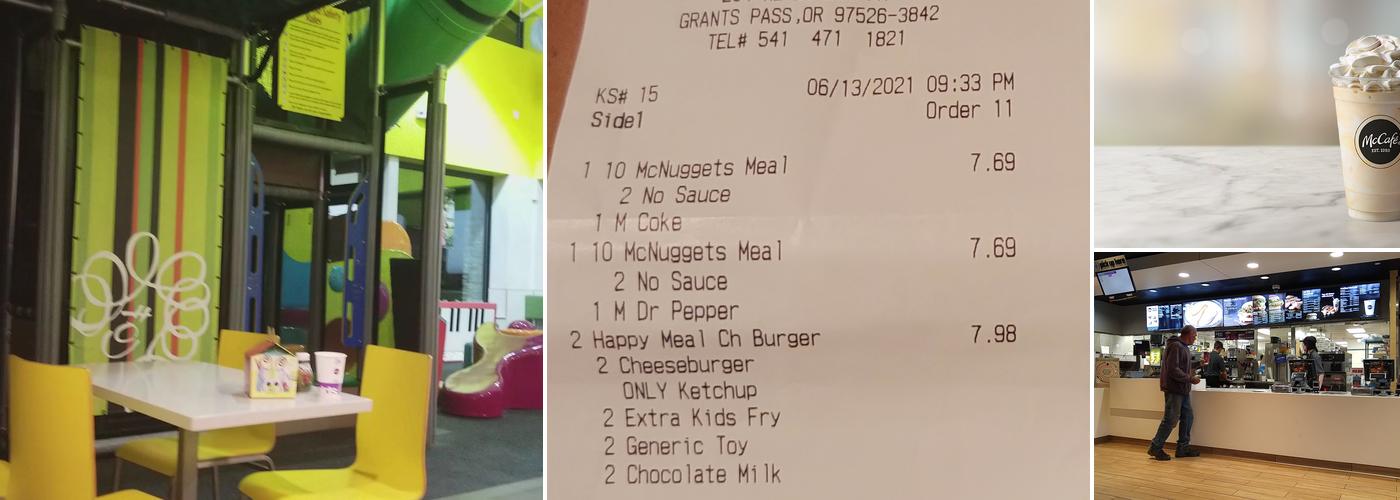 Rules
GRANTS PASS,OR 97526-3842
TEL# 541 471 1821
KS# 15 06/13/2021 09:33 PM
Side1 Order 11
1 10 McNuggets Meal 7.69
2 No Sauce
1 M Coke
1 10 McNuggets Meal 7.69
2 No Sauce
1 M Dr Pepper
2 Happy Meal Ch Burger 7.98
2 Cheeseburger
ONLY Ketchup
2 Extra Kids Fry
2 Generic Toy
2 Chocolate Milk
McCafé
EST. 1993